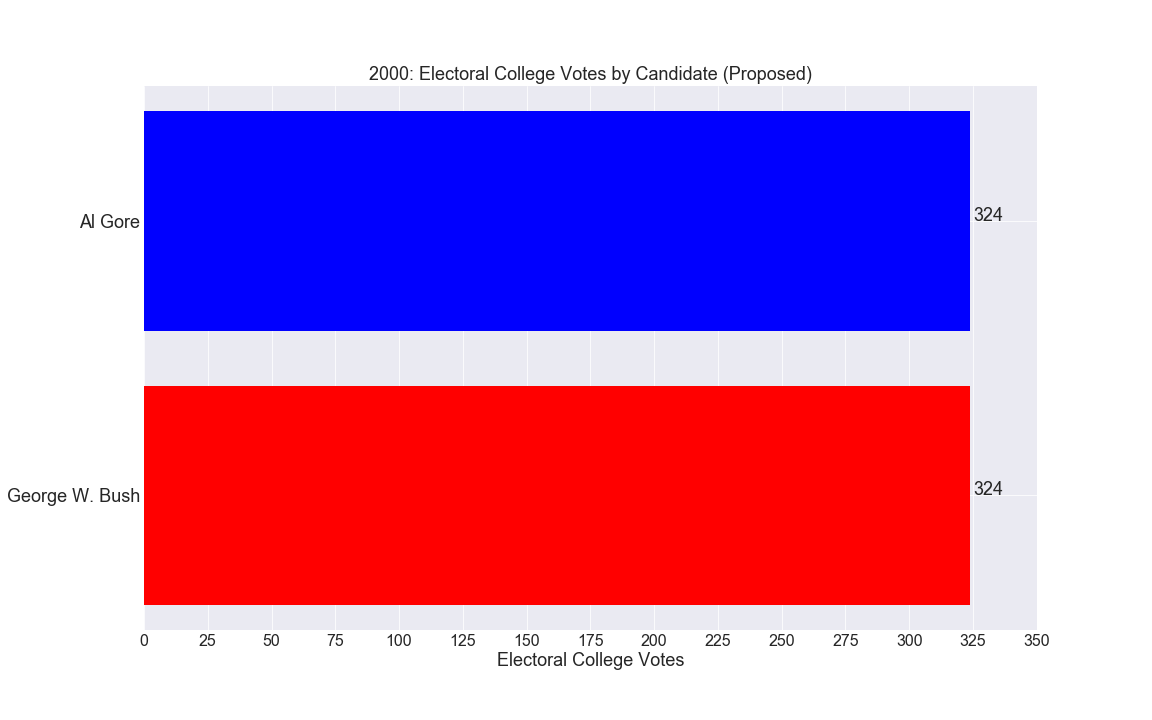 2000: Electoral College Votes by Candidate (Proposed)
Al Gore
324
George W. Bush
324
0 25 50 75 100 125 150 175 200 225 250 275 300 325 350
Electoral College Votes